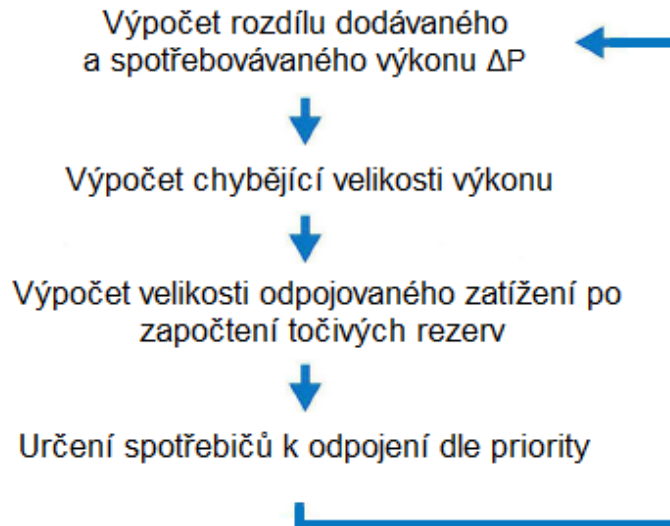 Výpočet rozdílu dodávaného
a spotřebovávaného výkonu ΔP
Výpočet chybějící velikosti výkonu
Výpočet velikosti odpojovaného zatížení po
započtení točivých rezerv
Určení spotřebičů k odpojení dle priority